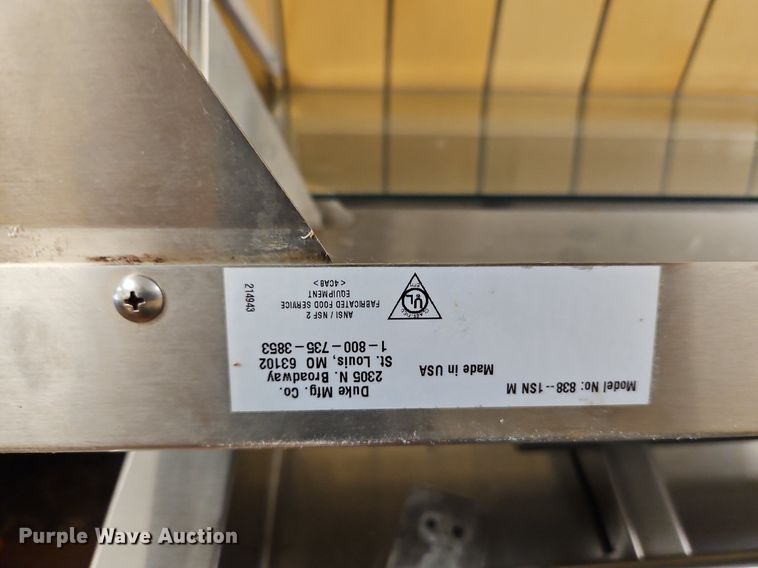 Model No: 838--1SN M
Made in USA
Duke Mfg. Co.
2305 N. Broadway
St. Louis, MO 63102
1-800-735-3853
UL
ANSI / NSF 2
FABRICATED FOOD SERVICE
EQUIPMENT
<4CA8>
214943
Purple Wave Auction